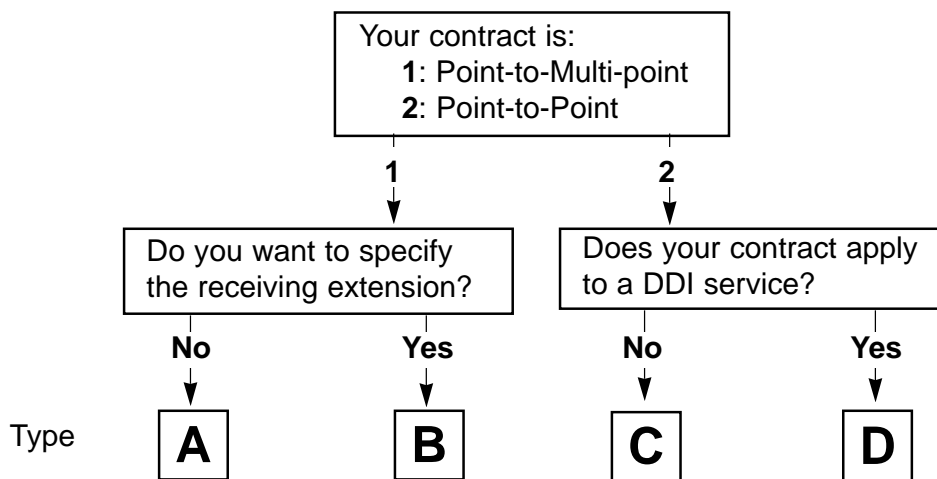 Your contract is:
1: Point-to-Multi-point
2: Point-to-Point
1
2
Do you want to specify
the receiving extension?
Does your contract apply
to a DDI service?
No
Yes
No
Yes
Type
A
B
C
D